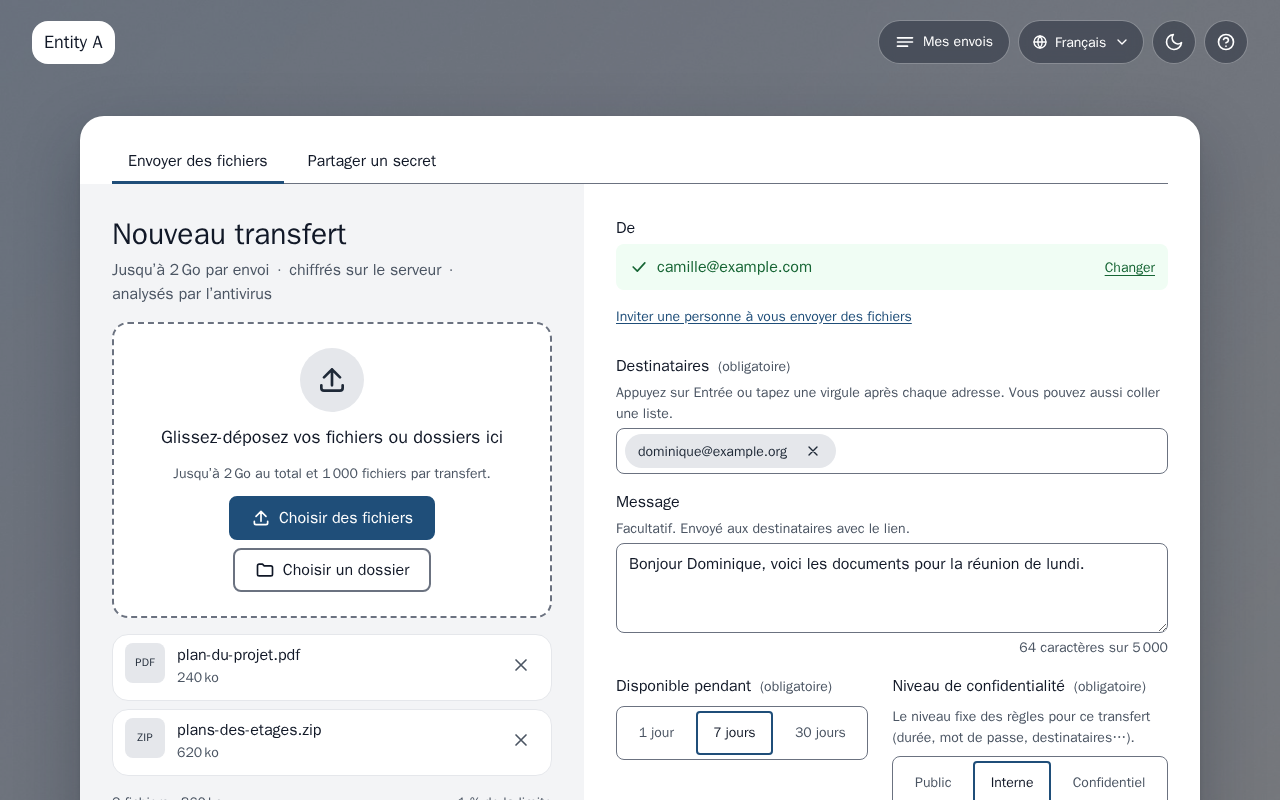 Entity A
Mes envois
Français
Envoyer des fichiers
Partager un secret
Nouveau transfert
Jusqu'à 2 Go par envoi · chiffrés sur le serveur ·
analysés par l'antivirus
Glissez-déposez vos fichiers ou dossiers ici
Jusqu'à 2 Go au total et 1 000 fichiers par transfert.
Choisir des fichiers
Choisir un dossier
PDF
plan-du-projet.pdf
240 ko
ZIP
plans-des-etages.zip
620 ko
De
camille@example.com
Changer
Inviter une personne à vous envoyer des fichiers
Destinataires (obligatoire)
Appuyez sur Entrée ou tapez une virgule après chaque adresse. Vous pouvez aussi coller
une liste.
dominique@example.org
Message
Facultatif. Envoyé aux destinataires avec le lien.
Bonjour Dominique, voici les documents pour la réunion de lundi.
64 caractères sur 5 000
Disponible pendant (obligatoire)
1 jour
7 jours
30 jours
Niveau de confidentialité (obligatoire)
Le niveau fixe des règles pour ce transfert
(durée, mot de passe, destinataires…).
Public
Interne
Confidentiel